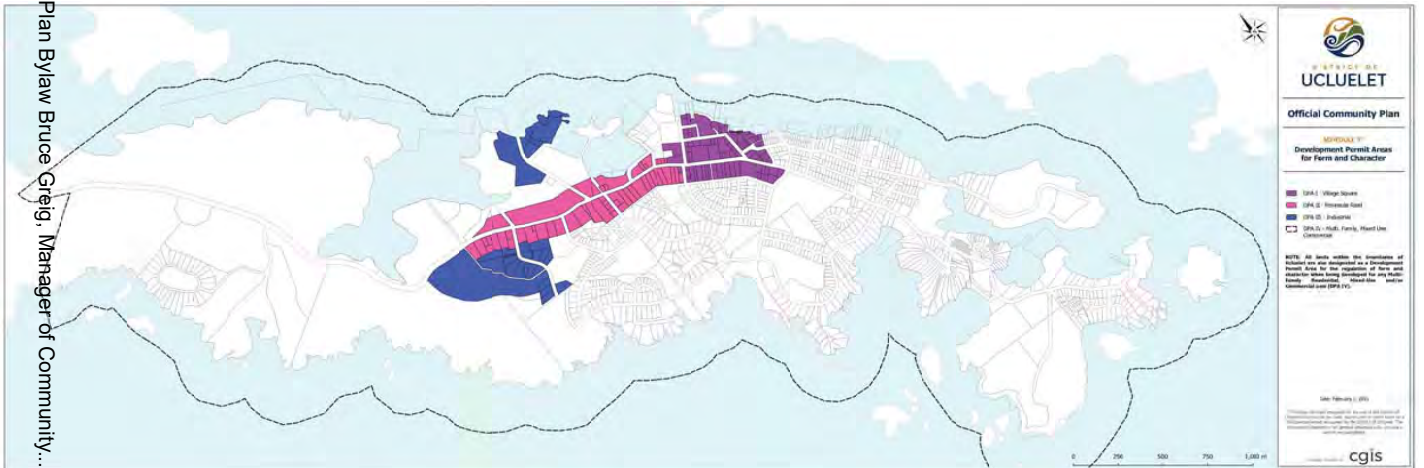 Plan Bylaw Bruce Greig, Manager of Community...
DISTRICT OF
UCLUELET
Official Community Plan
Development Permit Areas
for Form and Character
DPA I - Village Square
DPA II - Peninsula Road
DPA III - Industrial
DPA IV - Multi Family, Mixed Use
Commercial
NOTE: All lands within the boundaries of
Ucluelet are also designated as a Development
Permit Area for the regulation of form and
character when being developed for any Multi-
Family Residential, Mixed-Use and/or
Commercial uses (DPA IV).
0 250 500 750 1,000 m
cgis